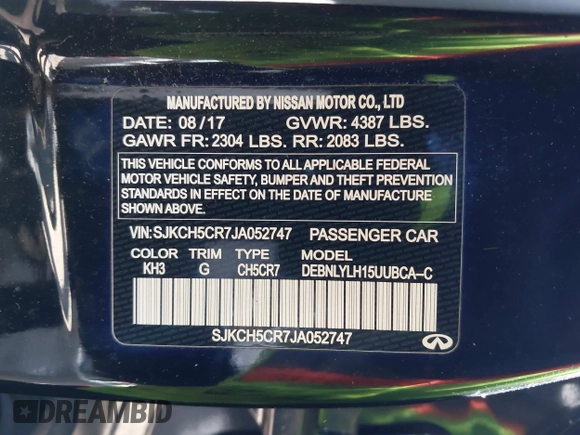 MANUFACTURED BY NISSAN MOTOR CO., LTD
DATE: 08 / 17 GVWR: 4387 LBS.
GAWR FR: 2304 LBS. RR: 2083 LBS.
THIS VEHICLE CONFORMS TO ALL APPLICABLE FEDERAL
MOTOR VEHICLE SAFETY, BUMPER AND THEFT PREVENTION
STANDARDS IN EFFECT ON THE DATE OF MANUFACTURE
SHOWN ABOVE.
VIN: SJKCH5CR7JA052747 PASSENGER CAR
COLOR TRIM TYPE MODEL
KH3 G CH5CR7 DEBNLYLH15UUBCA–C
SJKCH5CR7JA052747
DREAMBID